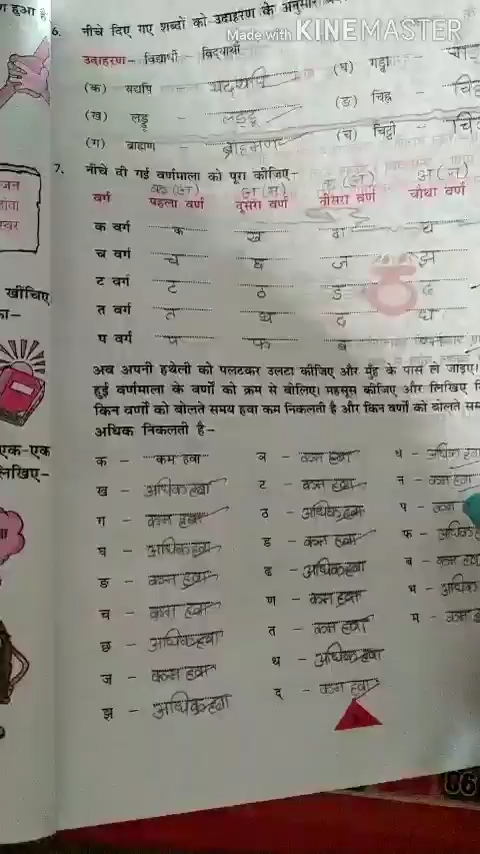 Made with KINEMASTER
ण हुआ है
6. नीचे दिए गए शब्दों को उदाहरण के अनुसार
उदाहरण– विद्यार्थी – विद्‌यार्थी
(क) यद्यपि – यद्‌यपि (घ) गड्ढा –
(ख) लड्डू – लड्‌डू (ङ) चिह्न –
(ग) ब्राह्मण – ब्राह्‌मण (च) चिट्ठी –
7. नीचे दी गई वर्णमाला को पूरा कीजिए–
वर्ग पहला वर्ण दूसरा वर्ण तीसरा वर्ण चौथा वर्ण
क वर्ग क ख ग घ
च वर्ग च छ ज झ
ट वर्ग ट ठ ड ढ
त वर्ग त थ द ध
प वर्ग प फ ब
अब अपनी हथेली को पलटकर उलटा कीजिए और मुँह के पास ले जाइए।
हुई वर्णमाला के वर्णों को क्रम से बोलिए। महसूस कीजिए और लिखिए
किन वर्णों को बोलते समय हवा कम निकलती है और किन वर्णों को बोलते
अधिक निकलती है–
क – कम हवा ञ – कम हवा ध – अधिक हवा
ख – अधिक हवा ट – कम हवा न – कम हवा
ग – कम हवा ठ – अधिक हवा प – कम
घ – अधिक हवा ड – कम हवा फ – अधिक
ङ – कम हवा ढ – अधिक हवा ब – कम हवा
च – कम हवा ण – कम हवा भ – अधिक
छ – अधिक हवा त – कम हवा म – कम
ज – कम हवा थ – अधिक हवा
झ – अधिक हवा द – कम हवा
खींचिए
एक-एक
लिखिए–
86